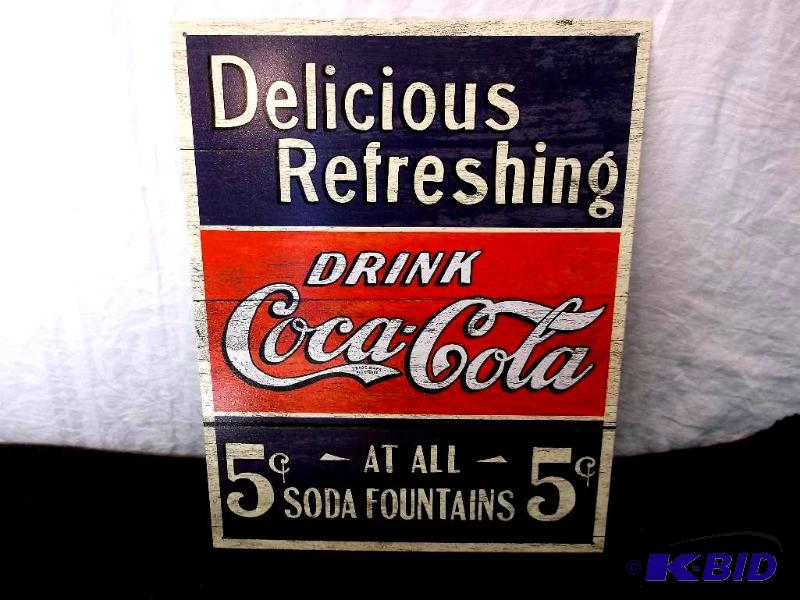 Delicious
Refreshing
DRINK
Coca-Cola
5¢ - AT ALL - 5¢
SODA FOUNTAINS
© K-BID